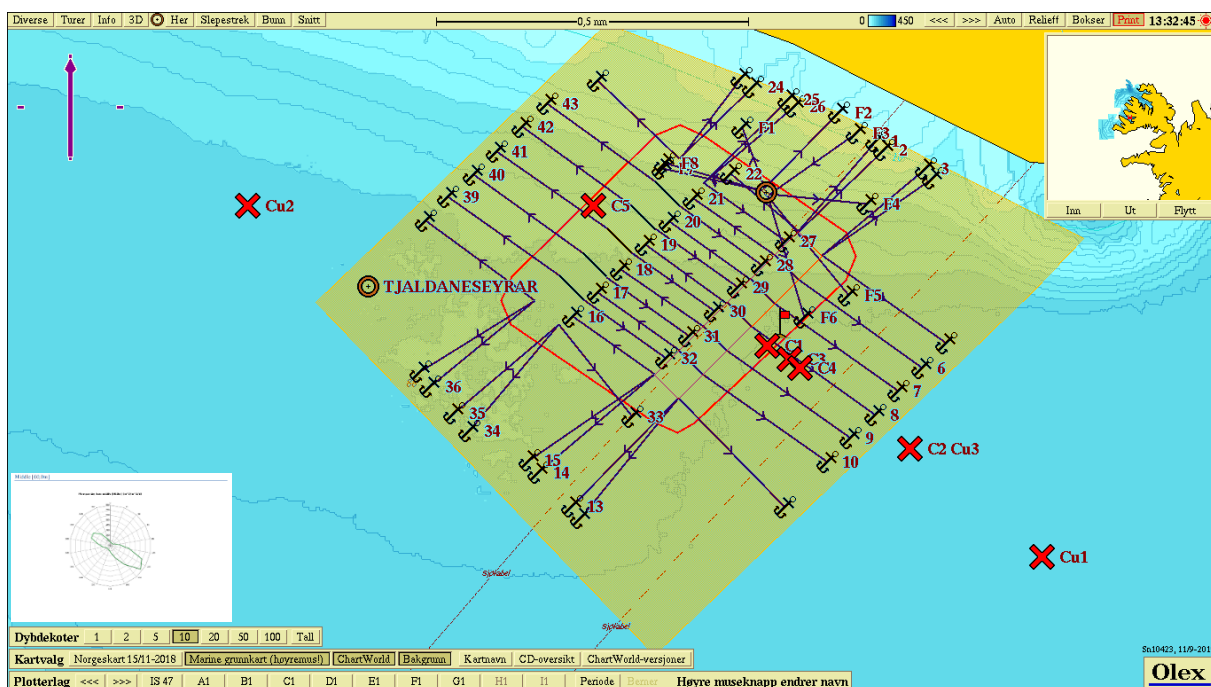 Diverse Turer Info 3D Her Slepestrek Bunn Snitt 0,5 nm 0 450 <<< >>> Auto Relieff Bokser Print 13:32:45
43 24 25 26 F2
42 F1 F3 1
41 F8 2
40 22 3
39 21 F4
Cu2 C5 20
19 27
18 28
TJALDANESEYRAR 17 29 F5
16 30 F6
31 C1
32 C3
C4 6
36 7
35 33 8
34 9
15 10 C2 Cu3
14
13
Cu1
Sjøkabel
Sjøkabel
Inn Ut Flytt
Dybdekoter 1 2 5 10 20 50 100 Tall
Kartvalg Norgeskart 15/11-2018 Marine grunnkart (høyremus!) ChartWorld Bakgrunn Kartnavn CD-oversikt ChartWorld-versjoner
Plotterlag <<< >>> IS 47 A1 B1 C1 D1 E1 F1 G1 H1 I1 Periode Bemer Høyre museknapp endrer navn
Olex